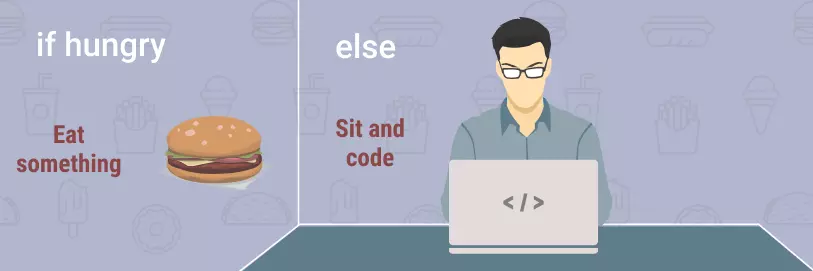 if hungry
Eat
something
else
Sit and
code
</>